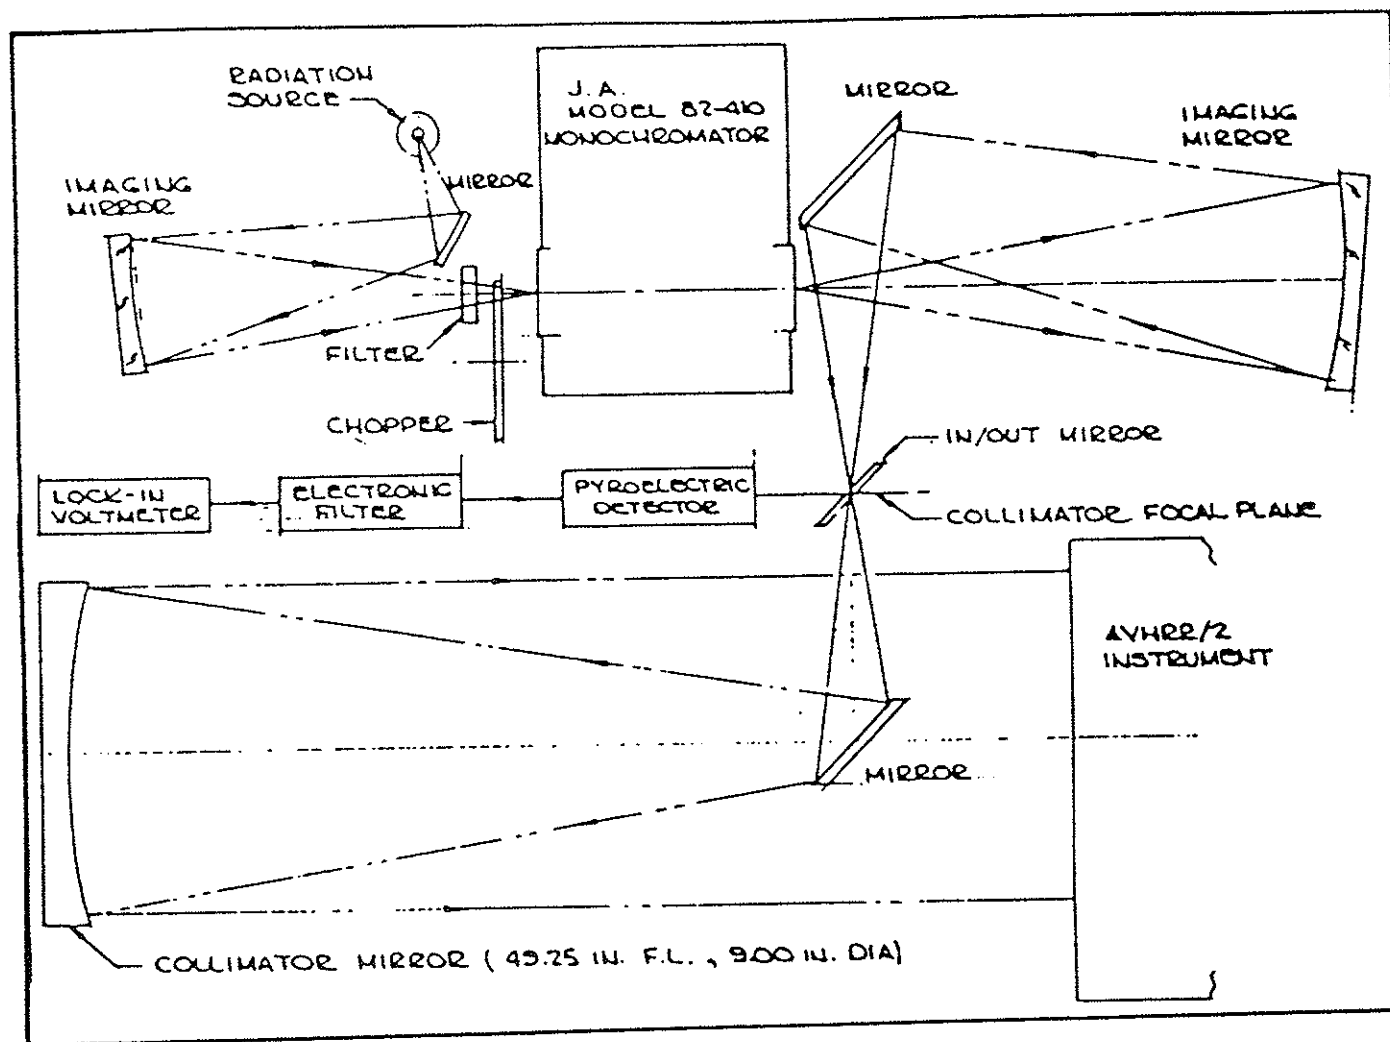 RADIATION
SOURCE
J.A.
MODEL 82-410
MONOCHROMATOR
MIRROR
IMAGING
MIRROR
IMAGING
MIRROR
MIRROR
FILTER
CHOPPER
IN/OUT MIRROR
LOCK-IN
VOLTMETER
ELECTRONIC
FILTER
PYROELECTRIC
DETECTOR
COLLIMATOR FOCAL PLANE
AVHRR/2
INSTRUMENT
MIRROR
COLLIMATOR MIRROR (49.25 IN. F.L., 9.00 IN. DIA)